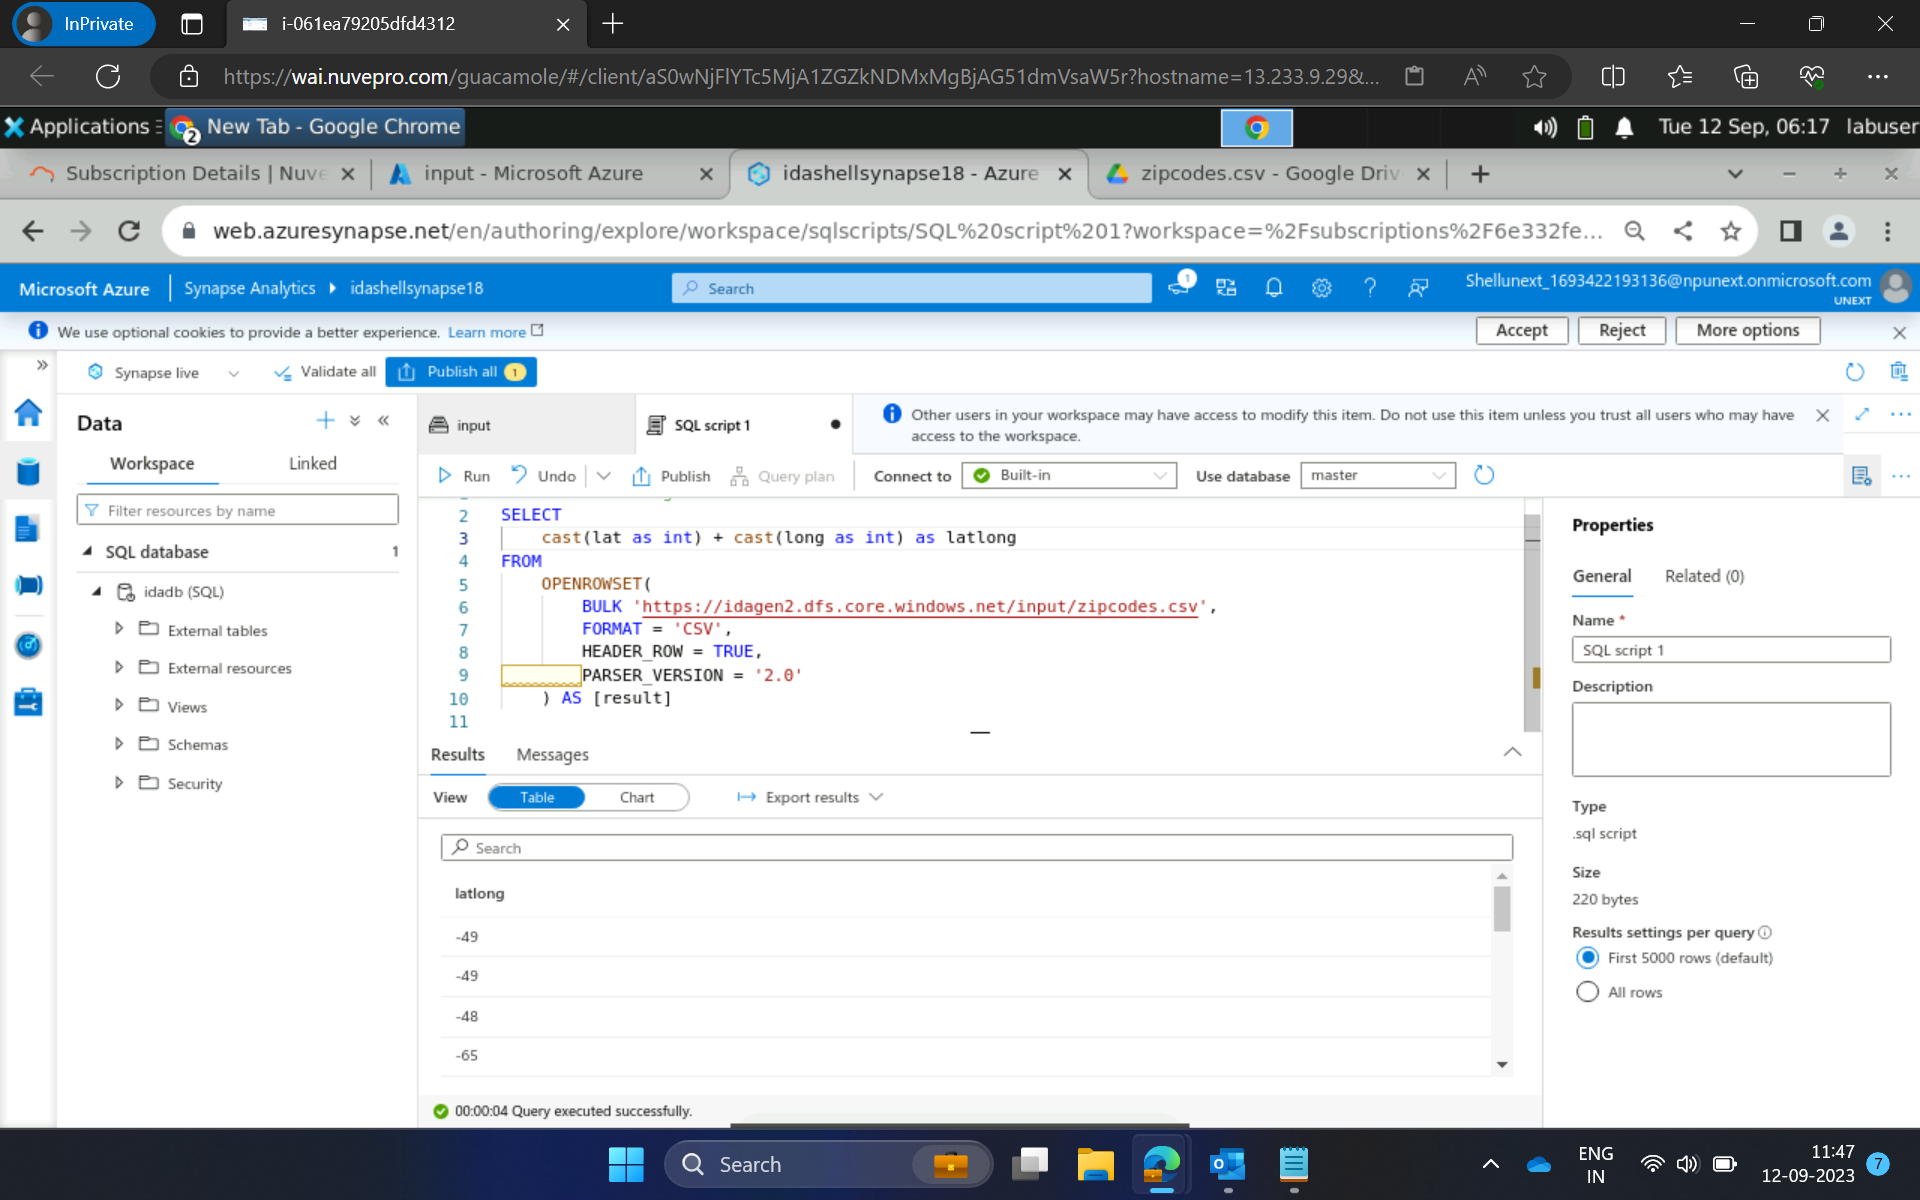 InPrivate
i-061ea79205dfd4312
https://wai.nuvepro.com/guacamole/#/client/aS0wNjFlYTc5MjA1ZGZkNDMxMgBjAG51dmVsaW5r?hostname=13.233.9.29&...
Applications
2
New Tab - Google Chrome
Tue 12 Sep, 06:17 labuser
Subscription Details | Nuve
input - Microsoft Azure
idashellsynapse18 - Azure
zipcodes.csv - Google Driv
web.azuresynapse.net/en/authoring/explore/workspace/sqlscripts/SQL%20script%201?workspace=%2Fsubscriptions%2F6e332fe...
Microsoft Azure
Synapse Analytics
idashellsynapse18
Search
1
Shellunext_1693422193136@npunext.onmicrosoft.com
UNEXT
We use optional cookies to provide a better experience. Learn more
Accept
Reject
More options
Synapse live
Validate all
Publish all 1
Data
Workspace
Linked
Filter resources by name
SQL database 1
idadb (SQL)
External tables
External resources
Views
Schemas
Security
input
SQL script 1
Other users in your workspace may have access to modify this item. Do not use this item unless you trust all users who may have
access to the workspace.
Run
Undo
Publish
Query plan
Connect to
Built-in
Use database
master
2 SELECT
3 cast(lat as int) + cast(long as int) as latlong
4 FROM
5 OPENROWSET(
6 BULK 'https://idagen2.dfs.core.windows.net/input/zipcodes.csv',
7 FORMAT = 'CSV',
8 HEADER_ROW = TRUE,
9 PARSER_VERSION = '2.0'
10 ) AS [result]
11
Results
Messages
View
Table
Chart
Export results
Search
latlong
-49
-49
-48
-65
00:00:04 Query executed successfully.
Properties
General
Related (0)
Name *
SQL script 1
Description
Type
.sql script
Size
220 bytes
Results settings per query
First 5000 rows (default)
All rows
Search
ENG
IN
11:47
12-09-2023
7